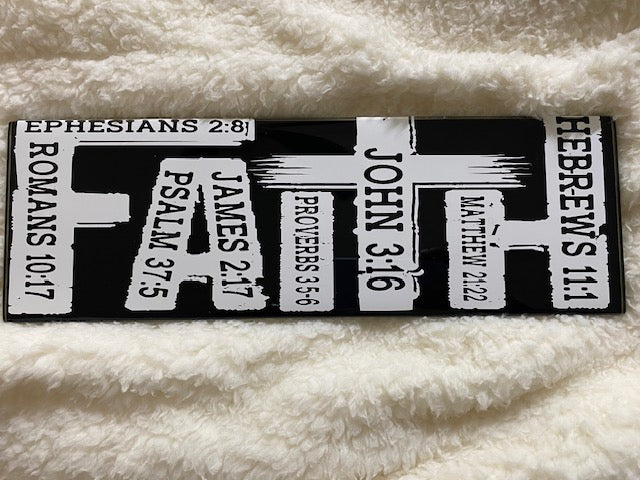 EPHESIANS 2:8
ROMANS 10:17
PSALM 37:5
JAMES 2:17
PROVERBS 3:5-6
JOHN 3:16
MATTHEW 21:22
HEBREWS 11:1
FAITH